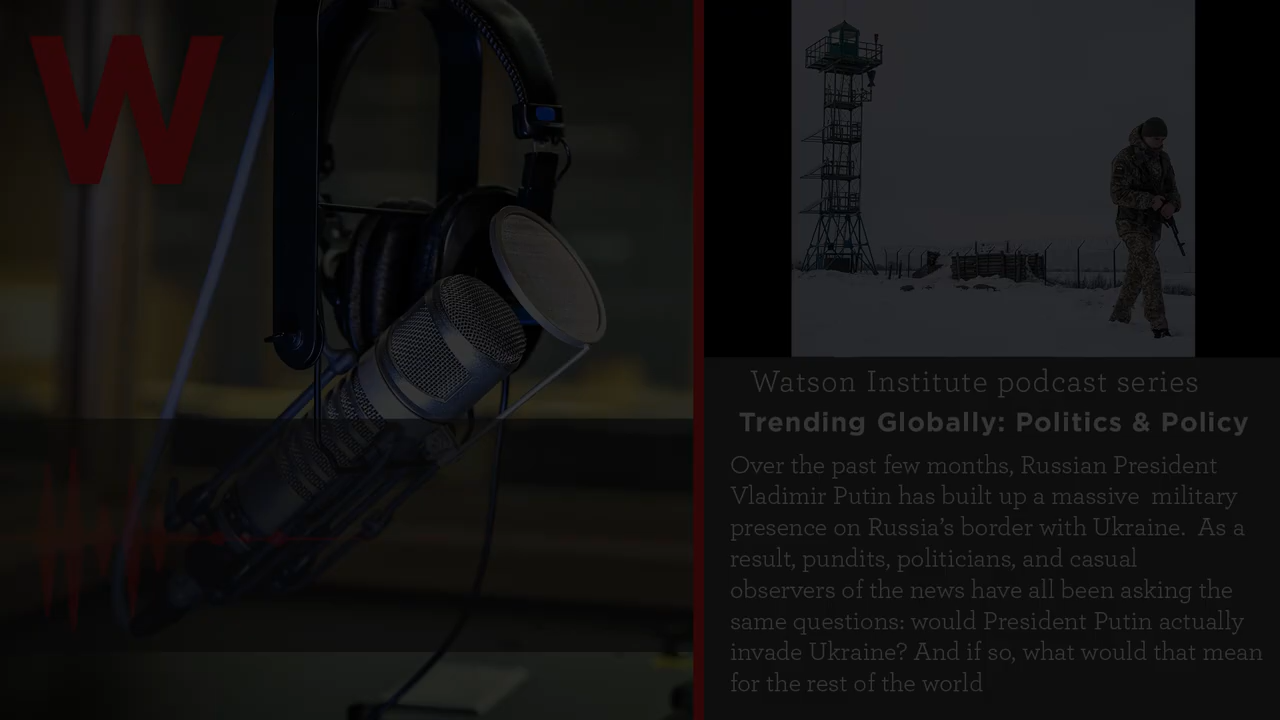 W
Watson Institute podcast series
Trending Globally: Politics & Policy
Over the past few months, Russian President
Vladimir Putin has built up a massive military
presence on Russia's border with Ukraine. As a
result, pundits, politicians, and casual
observers of the news have all been asking the
same questions: would President Putin actually
invade Ukraine? And if so, what would that mean
for the rest of the world